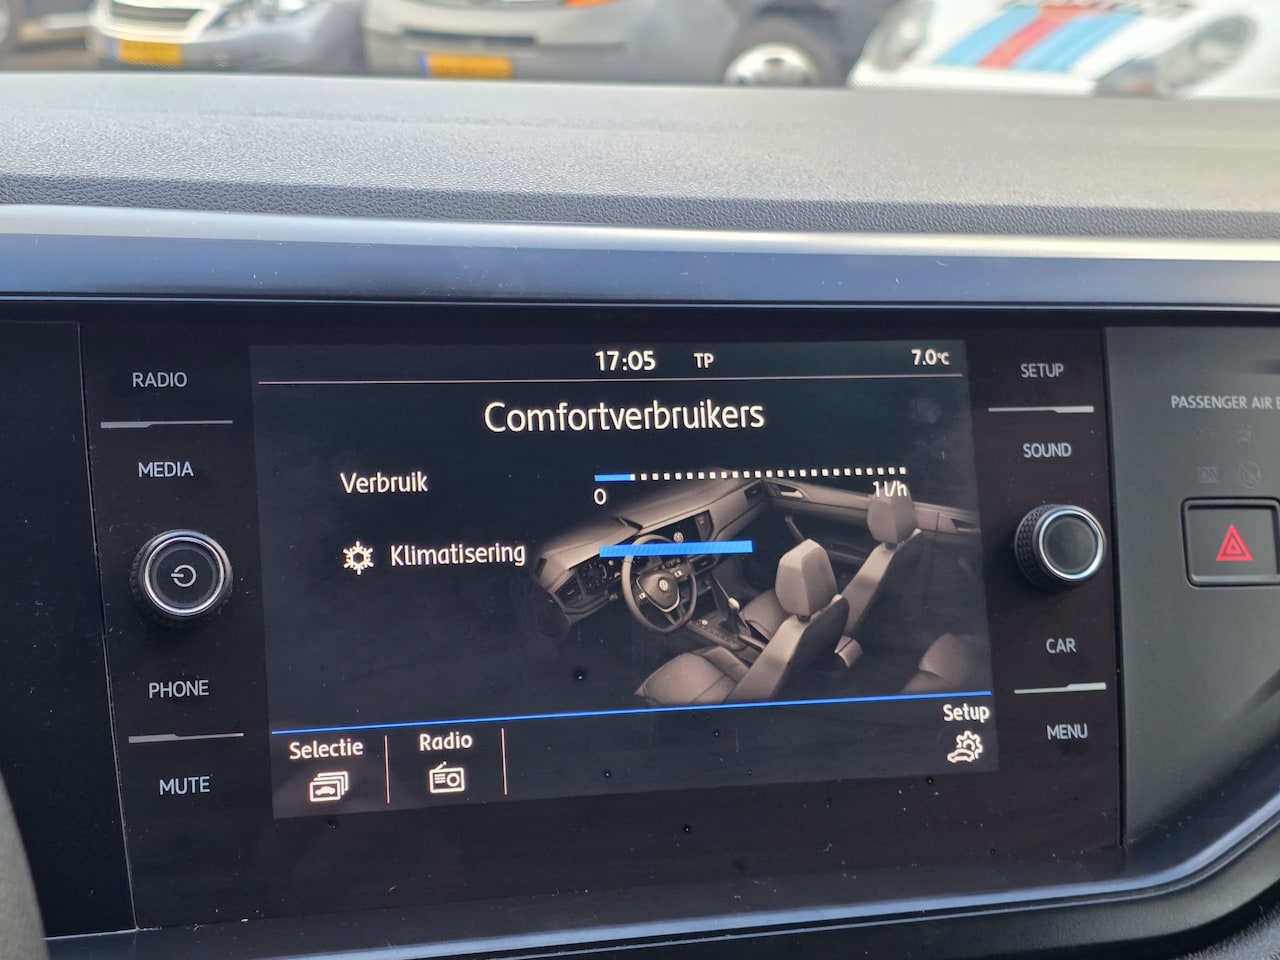 17:05 TP 7.0°C
RADIO
SETUP
PASSENGER AIR
Comfortverbruikers
MEDIA
SOUND
Verbruik
0 1 l/h
Klimatisering
CAR
PHONE
Setup
MENU
Selectie Radio
MUTE